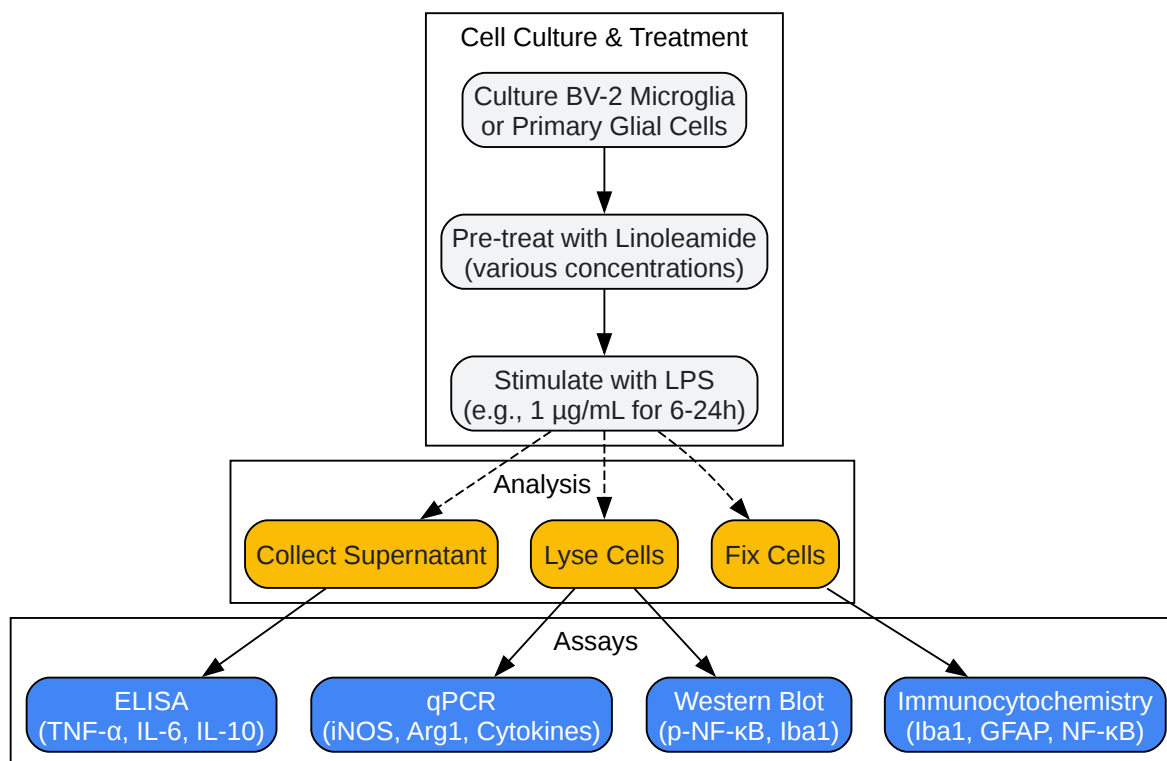 Cell Culture & Treatment
Culture BV-2 Microglia
or Primary Glial Cells
Pre-treat with Linoleamide
(various concentrations)
Stimulate with LPS
(e.g., 1 µg/mL for 6-24h)
Analysis
Collect Supernatant
Lyse Cells
Fix Cells
Assays
ELISA
(TNF-α, IL-6, IL-10)
qPCR
(iNOS, Arg1, Cytokines)
Western Blot
(p-NF-κB, Iba1)
Immunocytochemistry
(Iba1, GFAP, NF-κB)